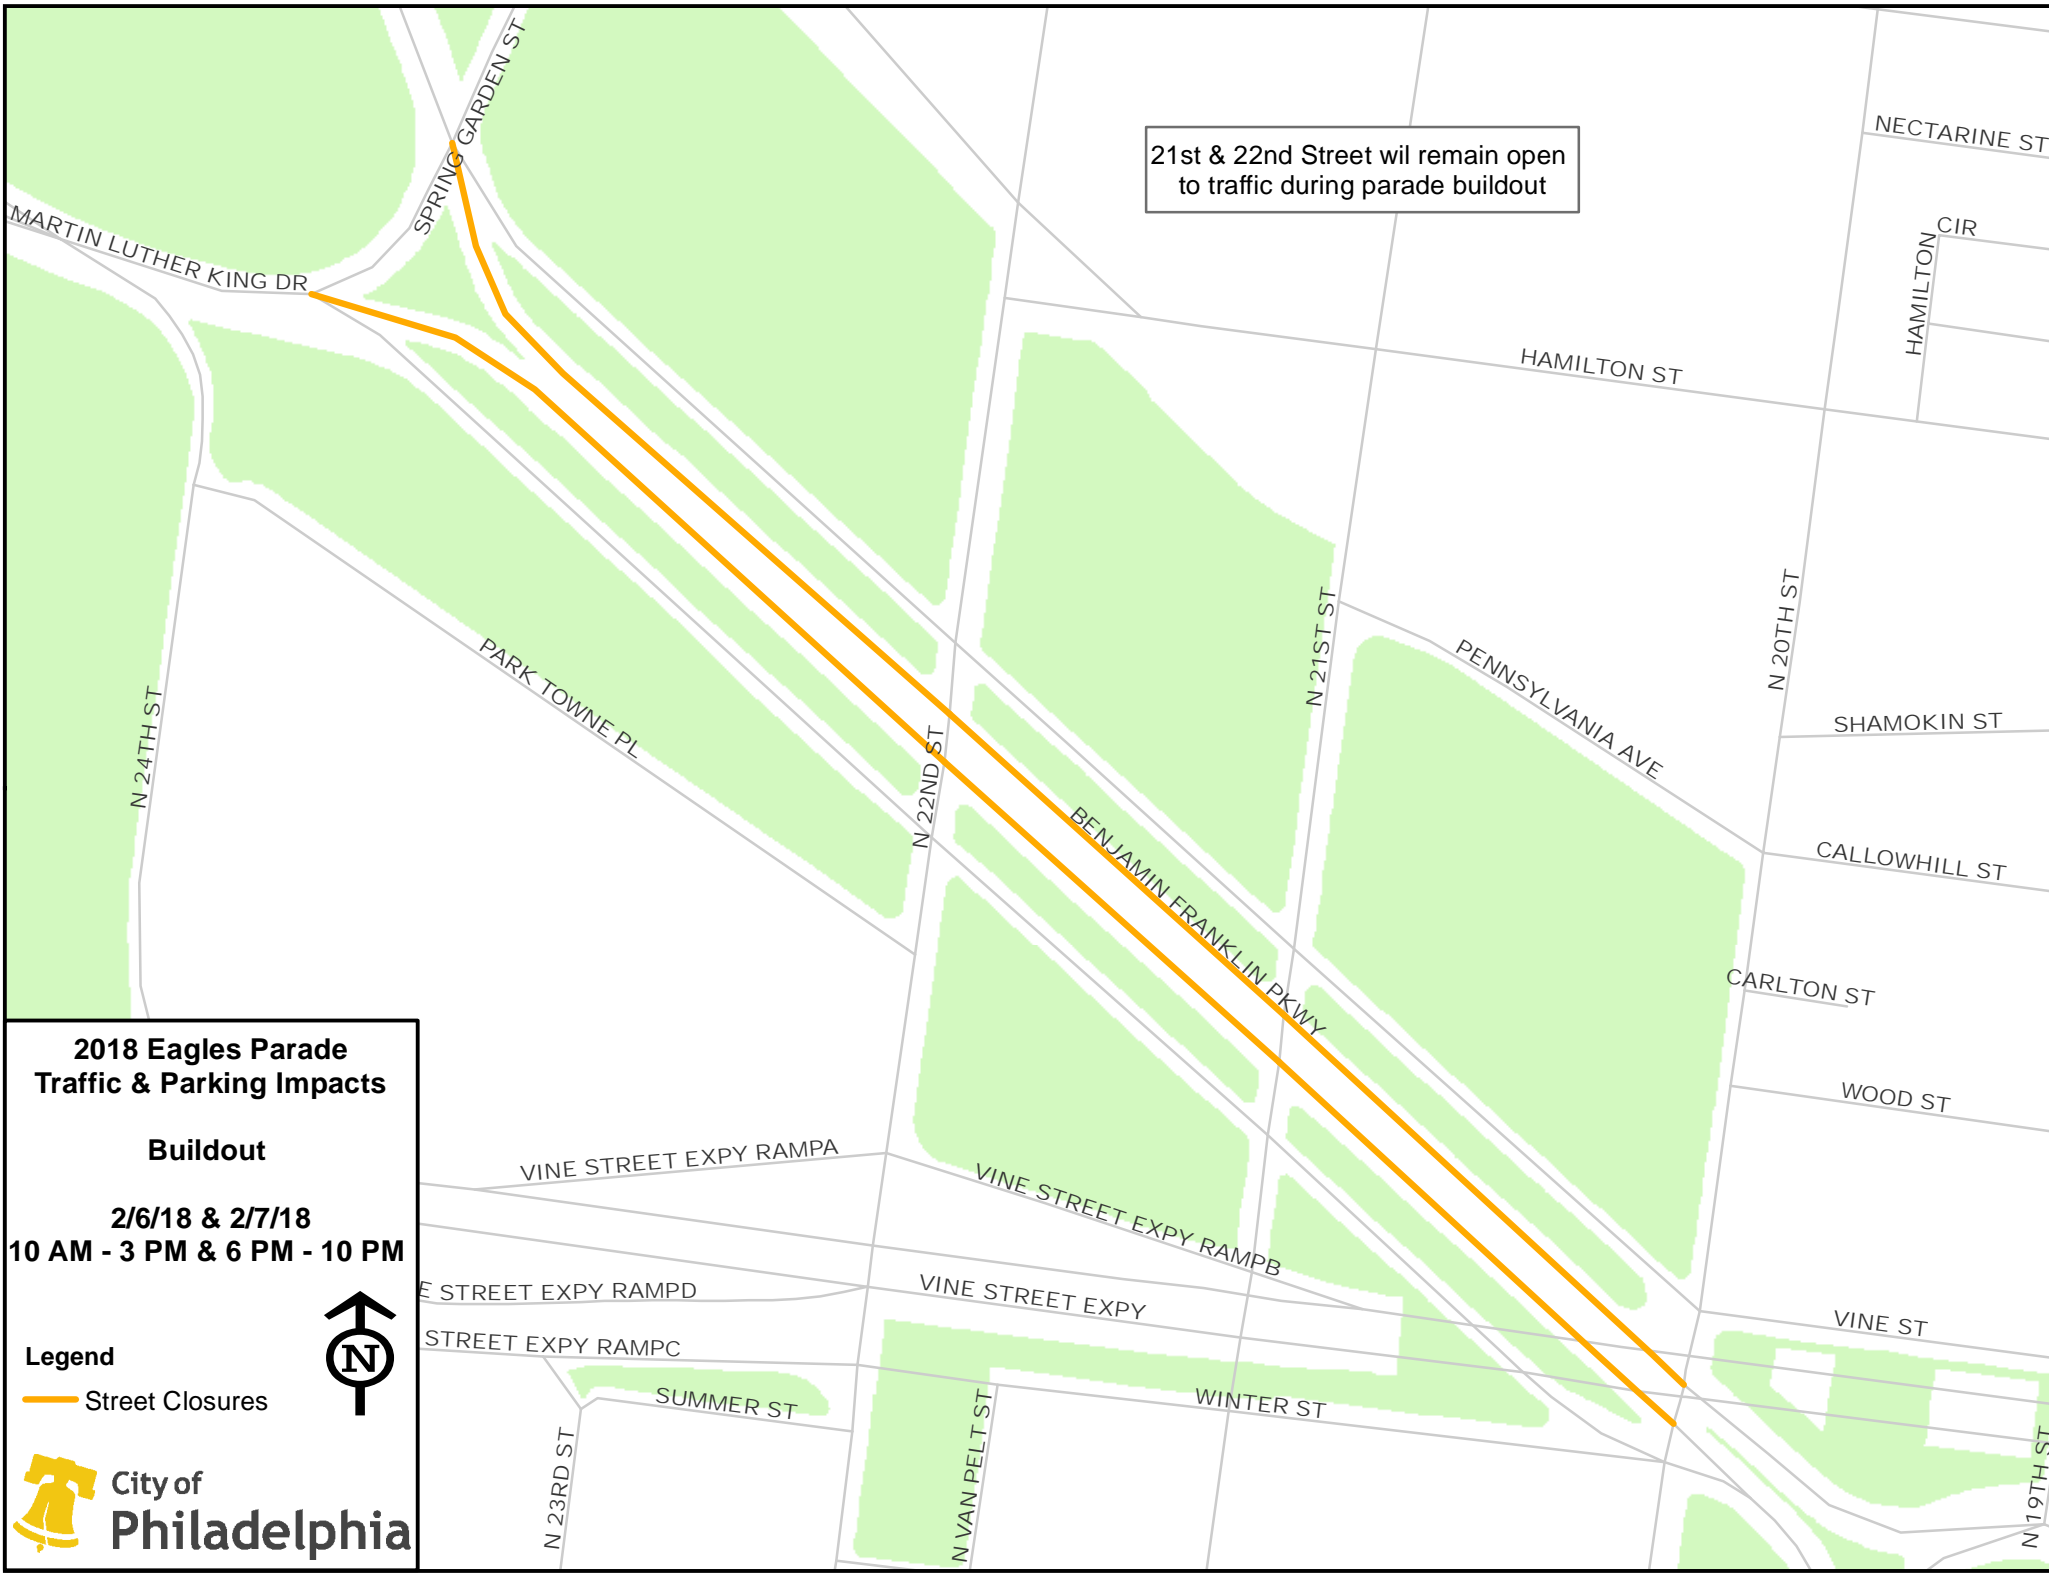 SPRING GARDEN ST
21st & 22nd Street wil remain open
to traffic during parade buildout
NECTARINE ST
MARTIN LUTHER KING DR
CIR
HAMILTON
HAMILTON ST
N 20TH ST
N 21ST ST
PENNSYLVANIA AVE
PARK TOWNE PL
N 24TH ST
SHAMOKIN ST
N 22ND ST
BENJAMIN FRANKLIN PKWY
CALLOWHILL ST
CARLTON ST
WOOD ST
2018 Eagles Parade
Traffic & Parking Impacts
Buildout
2/6/18 & 2/7/18
10 AM - 3 PM & 6 PM - 10 PM
N
Legend
Street Closures
City of
Philadelphia
VINE STREET EXPY RAMPA
VINE STREET EXPY RAMPB
E STREET EXPY RAMPD
VINE STREET EXPY
VINE ST
STREET EXPY RAMPC
SUMMER ST
WINTER ST
N 23RD ST
N VAN PELT ST
N 19TH ST